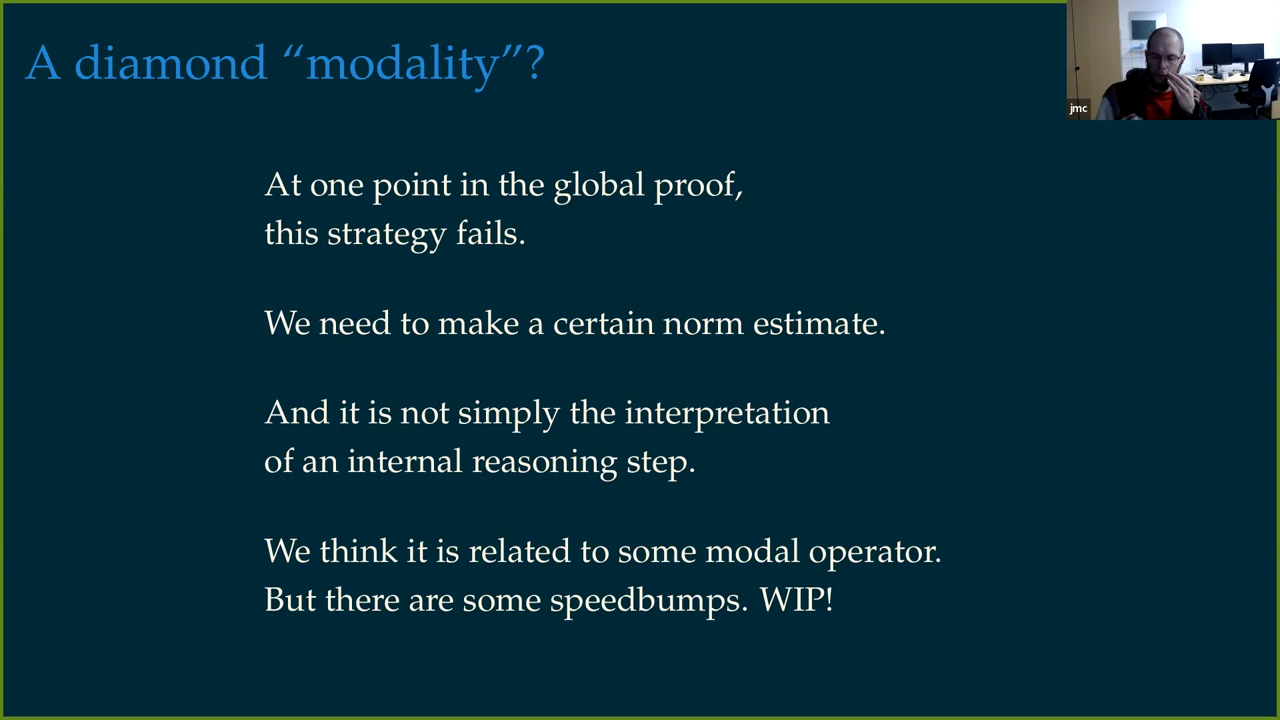 A diamond “modality”?
jmc
At one point in the global proof,
this strategy fails.
We need to make a certain norm estimate.
And it is not simply the interpretation
of an internal reasoning step.
We think it is related to some modal operator.
But there are some speedbumps. WIP!